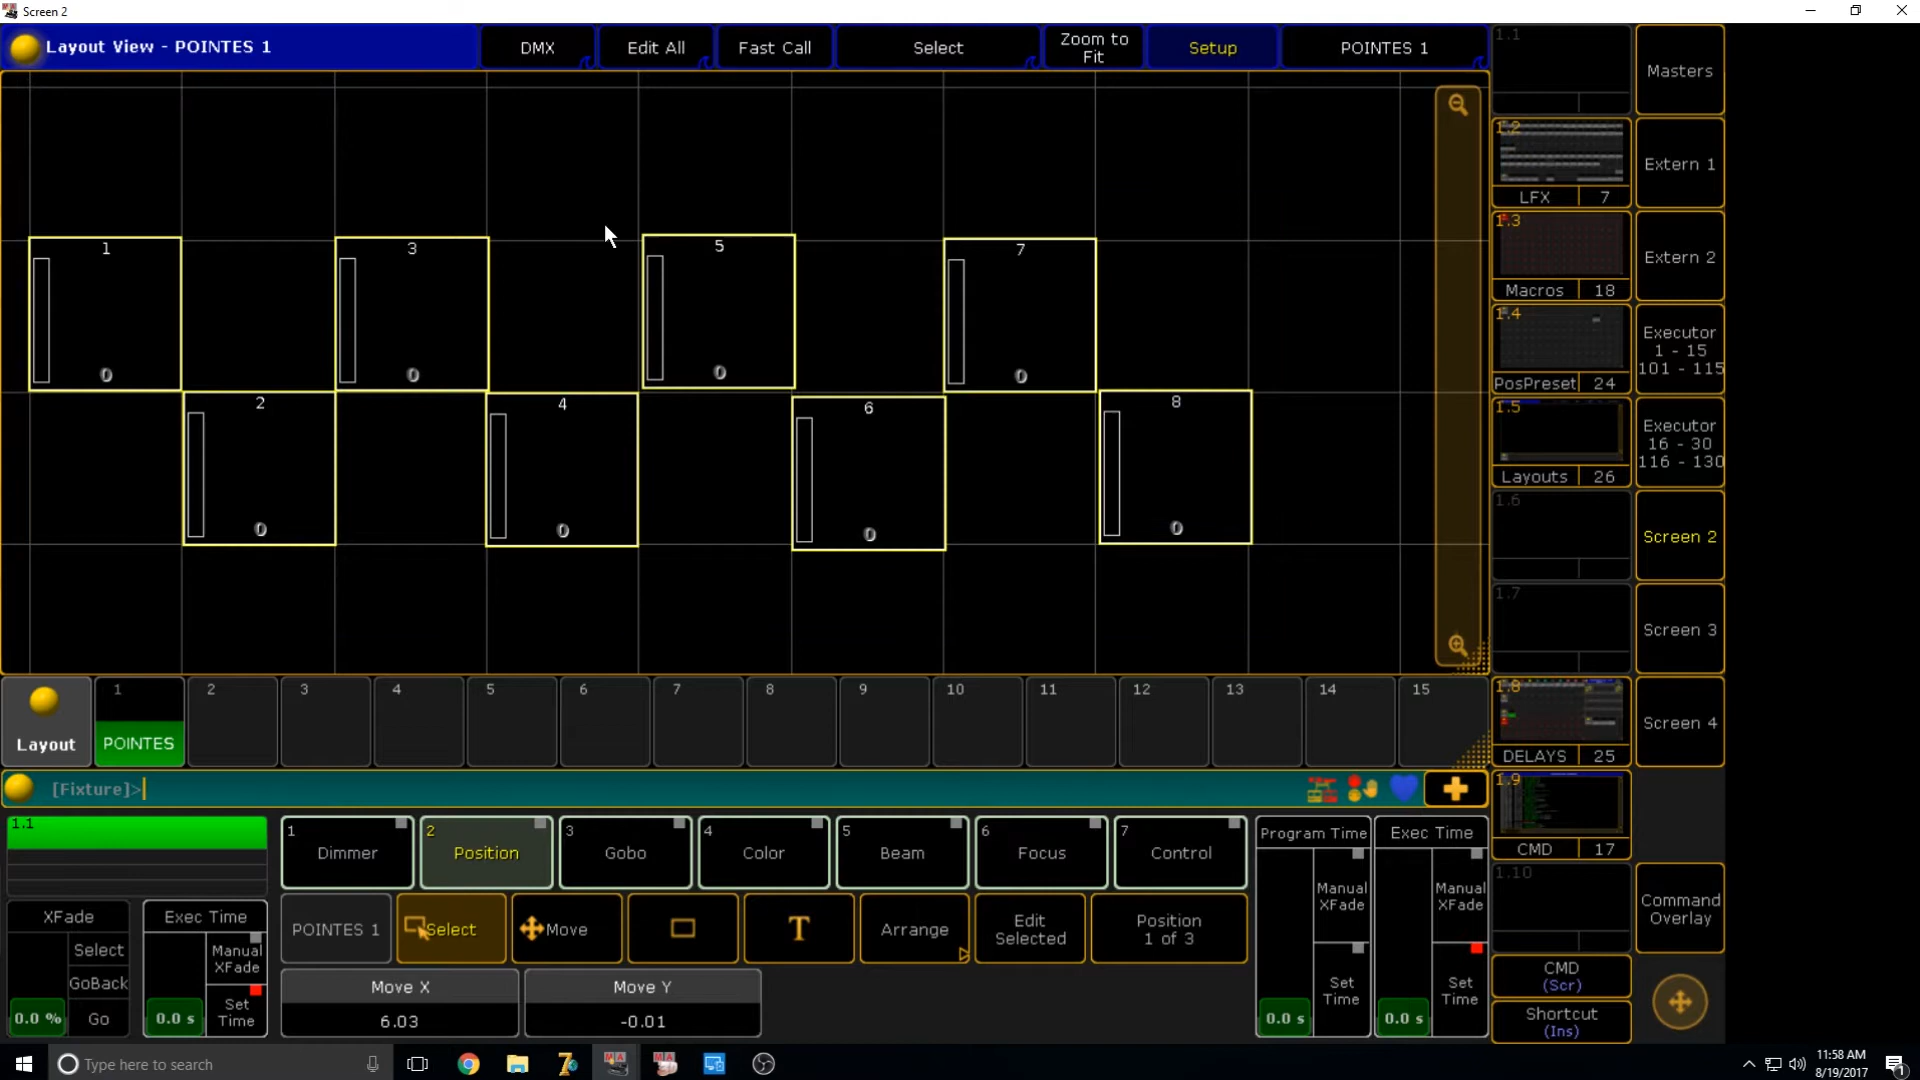 Screen 2
Layout View - POINTES 1
DMX
Edit All
Fast Call
Select
Zoom to
Fit
Setup
POINTES 1
1
3
5
7
0
0
0
0
2
4
6
8
0
0
0
0
1.1
Masters
1.2
LFX 7
Extern 1
1.3
Macros 18
Extern 2
1.4
PosPreset 24
Executor
1 - 15
101 - 115
1.5
Layouts 26
Executor
16 - 30
116 - 130
1.6
Screen 2
1.7
Screen 3
1.8
DELAYS 25
Screen 4
1.9
CMD 17
1.10
Command
Overlay
CMD
(Scr)
Shortcut
(Ins)
Layout
1
POINTES
2
3
4
5
6
7
8
9
10
11
12
13
14
15
[Fixture]>
1.1
1
Dimmer
2
Position
3
Gobo
4
Color
5
Beam
6
Focus
7
Control
Program Time
Exec Time
Manual
XFade
Set
Time
0.0 s
Manual
XFade
Set
Time
0.0 s
XFade
Select
GoBack
Go
0.0 %
Exec Time
Manual
XFade
Set
Time
0.0 s
POINTES 1
Select
Move
T
Arrange
Edit
Selected
Position
1 of 3
Move X
6.03
Move Y
-0.01
Type here to search
11:58 AM
8/19/2017
1